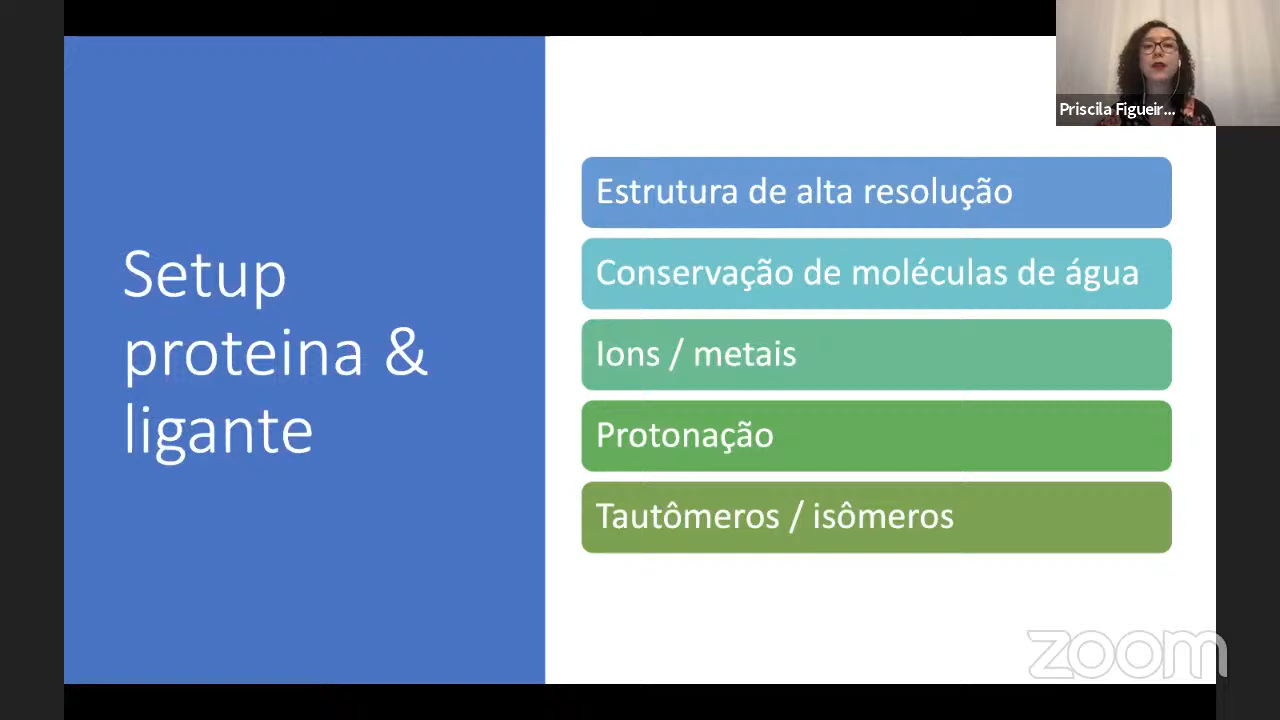 Priscila Figueir...
Setup
proteina &
ligante
Estrutura de alta resolução
Conservação de moléculas de água
Ions / metais
Protonação
Tautômeros / isômeros
zoom